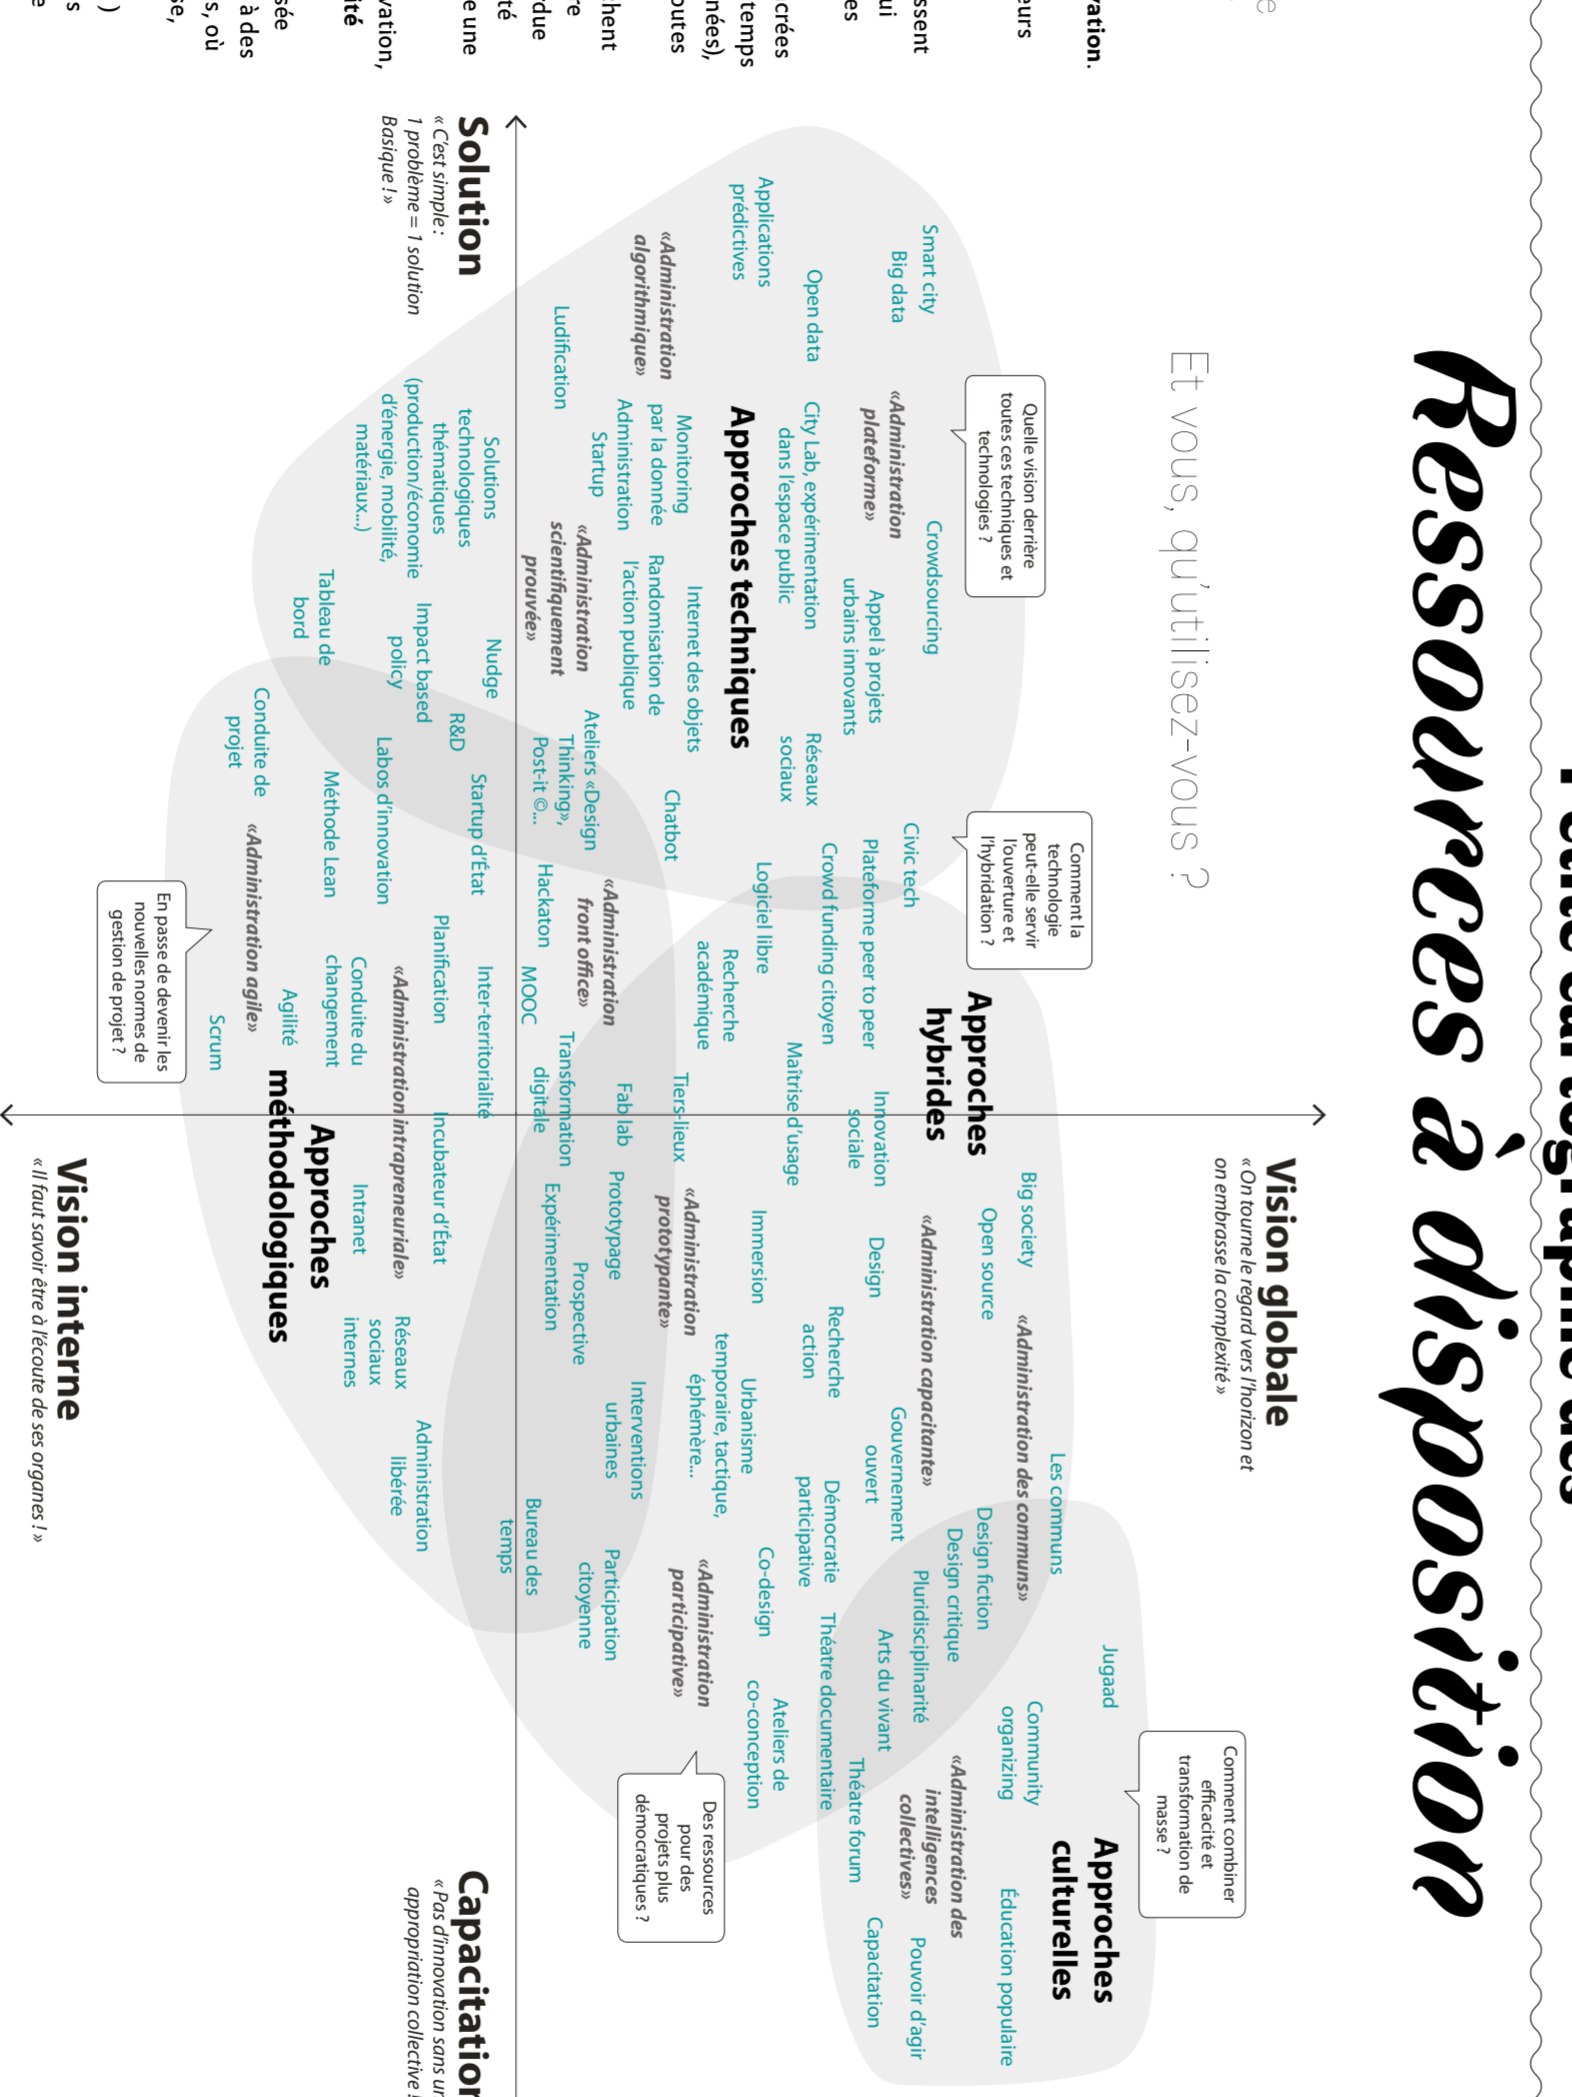 Ressources à disposition
Et vous, qu'utilisez-vous ?
Vision globale
« On tourne le regard vers l'horizon et
on embrasse la complexité »
Quelle vision derrière
toutes ces techniques et
technologies ?
Comment la
technologie
peut-elle servir
l'ouverture et
l'hybridation ?
Comment combiner
efficacité et
transformation de
masse ?
Solution
« C'est simple :
1 problème = 1 solution
Basique ! »
Smart city
Big data
Applications
prédictives
Open data
«Administration
algorithmique»
Ludification
«Administration
plateforme»
Crowdsourcing
City Lab, expérimentation
dans l'espace public
Appel à projets
urbains innovants
Approches techniques
Monitoring
par la donnée
Administration
Startup
Internet des objets
Randomisation de
l'action publique
«Administration
scientifiquement
prouvée»
Solutions
technologiques
thématiques
(production/économie
d'énergie, mobilité,
matériaux...)
Tableau de
bord
Nudge
Impact based
policy
R&D
Réseaux
sociaux
Chatbot
Ateliers «Design
Thinking»,
Post-it ©...
Startup d'État
Labos d'innovation
Méthode Lean
Conduite de
projet
Civic tech
Plateforme peer to peer
Crowd funding citoyen
Logiciel libre
Recherche
académique
Hackaton
«Administration
front office»
MOOC
Planification
Inter-territorialité
«Administration agile»
«Administration intrapreneuriale»
Conduite du
changement
Agilité
Scrum
En passe de devenir les
nouvelles normes de
gestion de projet ?
Approches
hybrides
Maîtrise d'usage
Innovation
sociale
Tiers-lieux
Fab lab
Transformation
digitale
Incubateur d'État
Approches
méthodologiques
Intranet
Réseaux
sociaux
internes
Administration
libérée
Big society
Open source
«Administration des communs»
«Administration capacitante»
Design
Immersion
Recherche
action
«Administration
prototypante»
Prototypage
Expérimentation
Prospective
Urbanisme
temporaire, tactique,
éphémère...
Interventions
urbaines
Gouvernement
ouvert
Les communs
Démocratie
participative
Co-design
Bureau des
temps
Participation
citoyenne
«Administration
participative»
Design fiction
Design critique
Pluridisciplinarité
Arts du vivant
Théatre documentaire
Théatre forum
Ateliers de
co-conception
Des ressources
pour des
projets plus
démocratiques ?
Jugaad
Community
organizing
Approches
culturelles
«Administration des
intelligences
collectives»
Éducation populaire
Pouvoir d'agir
Capacitation
Vision interne
« Il faut savoir être à l'écoute de ses organes ! »
Capacitation
« Pas d'innovation sans un
appropriation collective !